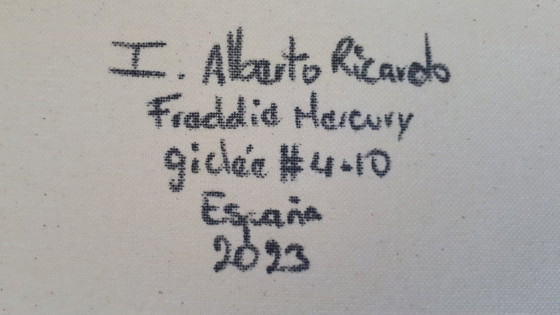 I. Alberto Ricardo
Freddie Mercury
giclée #4-10
España
2023